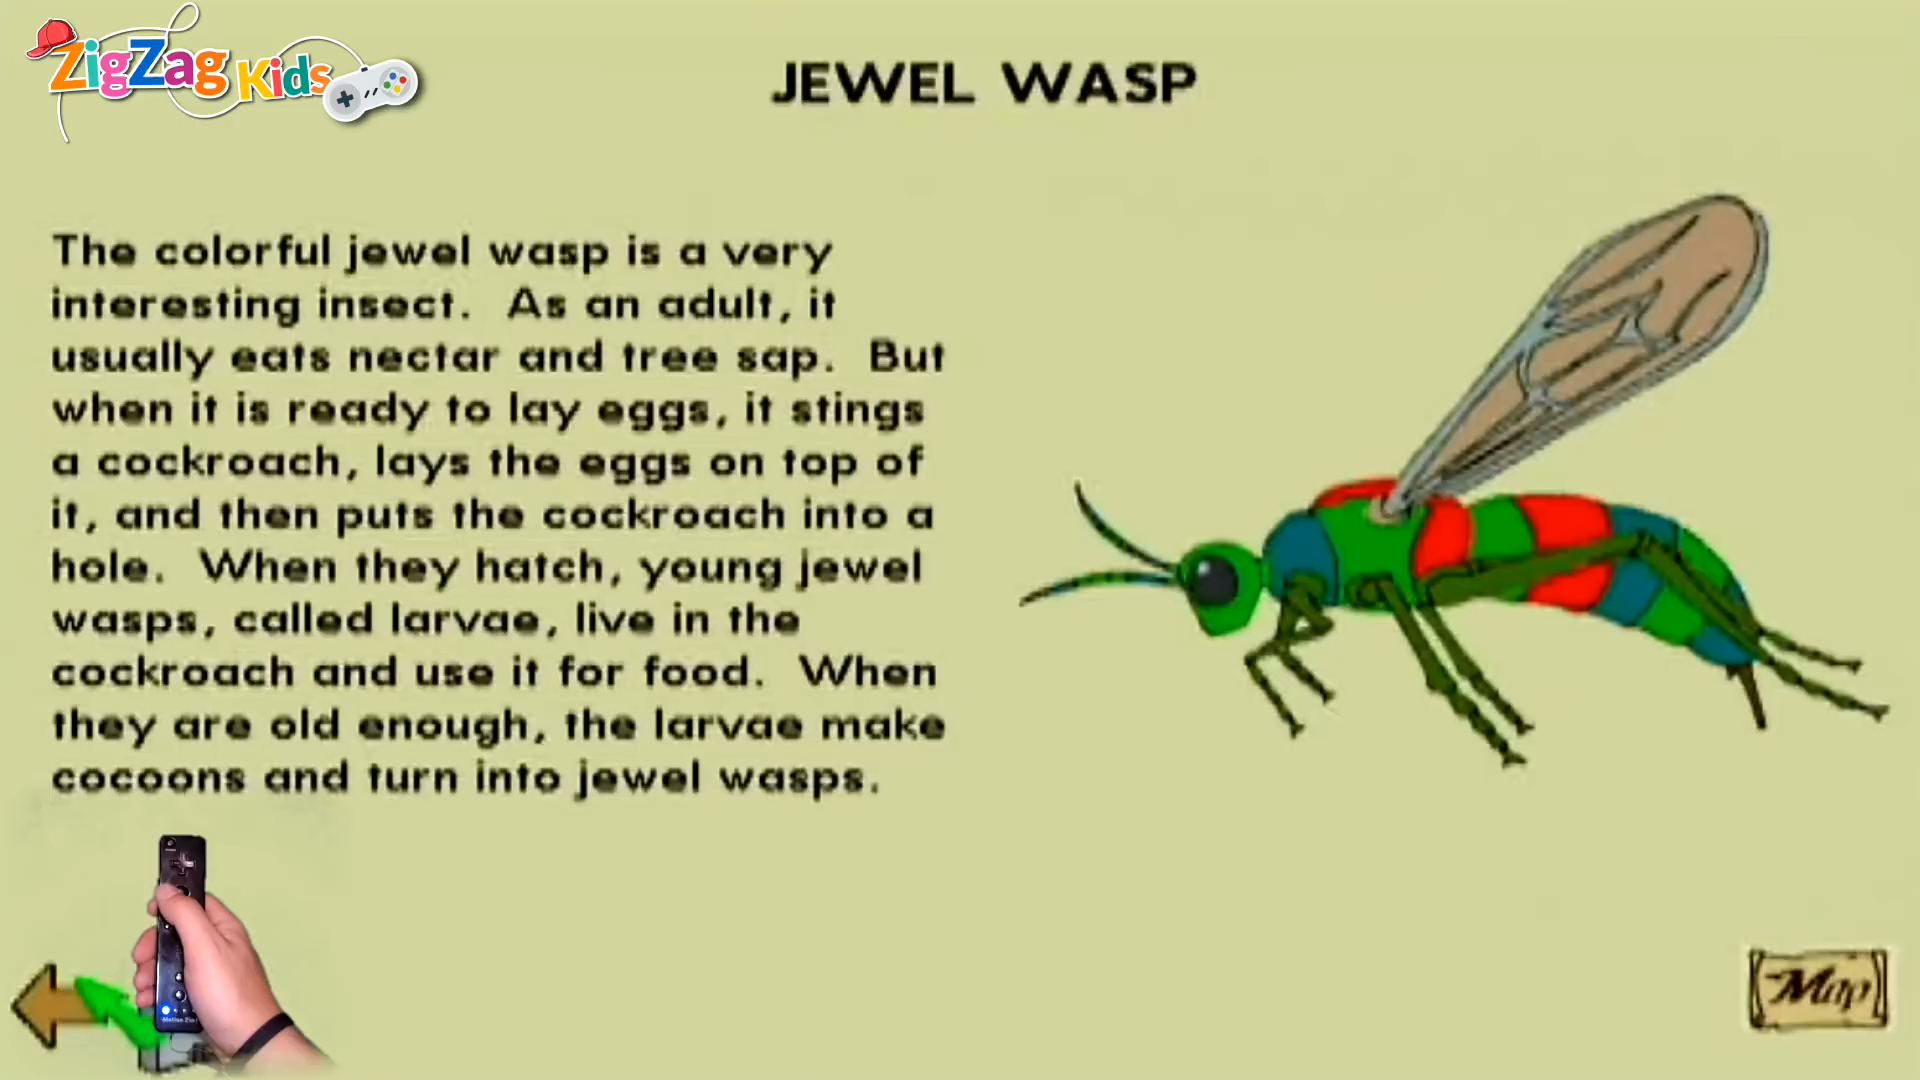 ZigZag Kids
JEWEL WASP
The colorful jewel wasp is a very
interesting insect. As an adult, it
usually eats nectar and tree sap. But
when it is ready to lay eggs, it stings
a cockroach, lays the eggs on top of
it, and then puts the cockroach into a
hole. When they hatch, young jewel
wasps, called larvae, live in the
cockroach and use it for food. When
they are old enough, the larvae make
cocoons and turn into jewel wasps.
Map